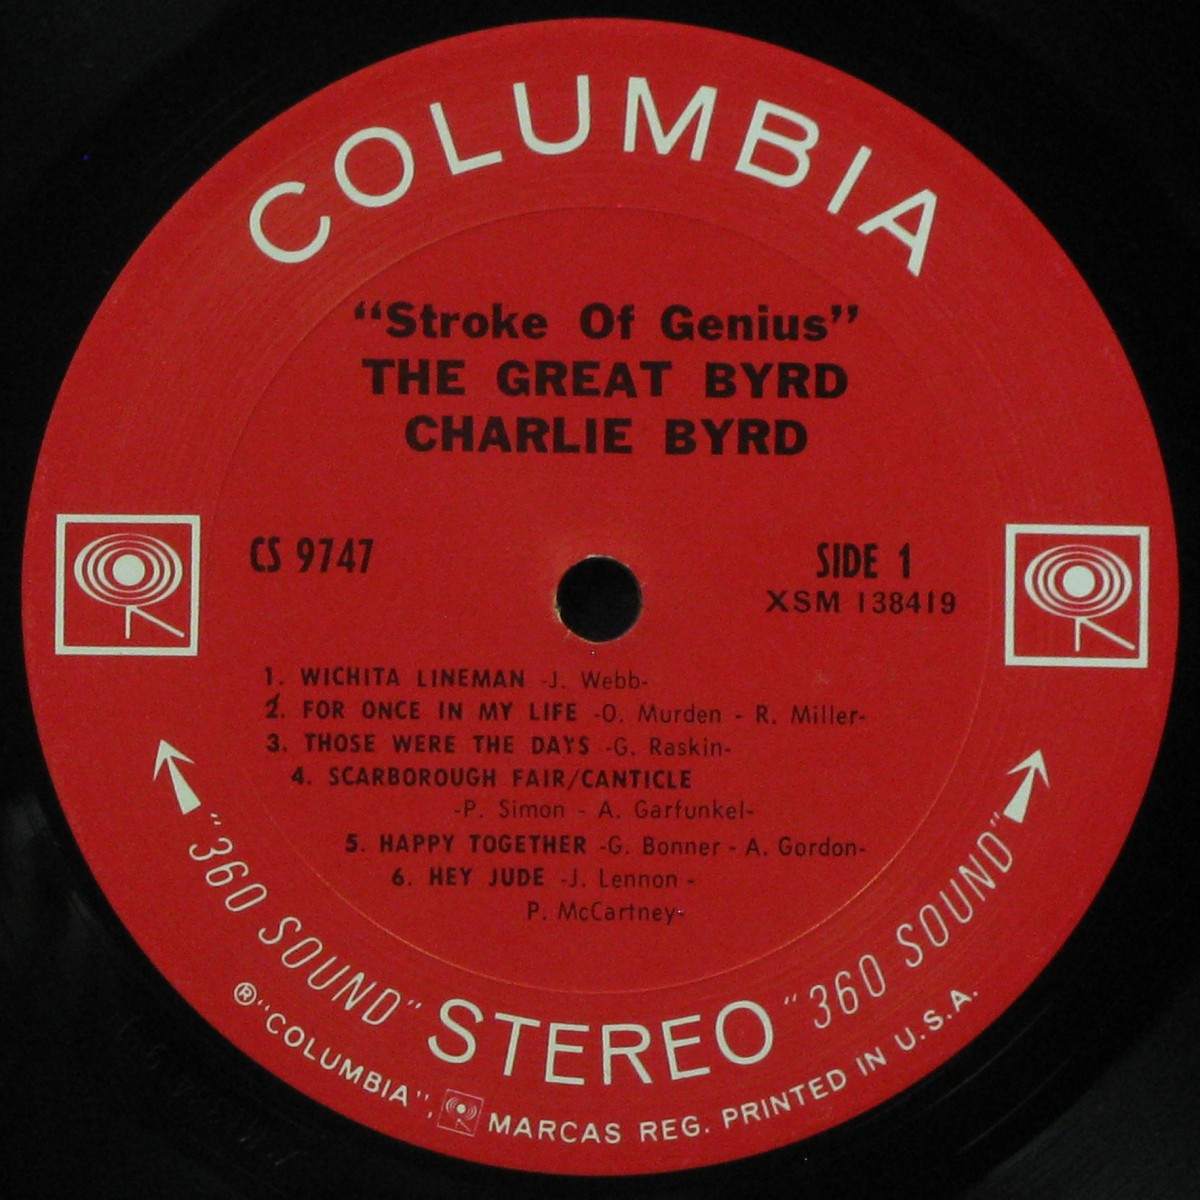 COLUMBIA
"Stroke Of Genius"
THE GREAT BYRD
CHARLIE BYRD
CS 9747
SIDE 1
XSM 138419
1. WICHITA LINEMAN -J. Webb-
2. FOR ONCE IN MY LIFE -O. Murden - R. Miller-
3. THOSE WERE THE DAYS -G. Raskin-
4. SCARBOROUGH FAIR/CANTICLE
-P. Simon - A. Garfunkel-
5. HAPPY TOGETHER -G. Bonner - A. Gordon-
6. HEY JUDE -J. Lennon -
P. McCartney-
"360 SOUND" STEREO "360 SOUND"
®"COLUMBIA", MARCAS REG. PRINTED IN U.S.A.